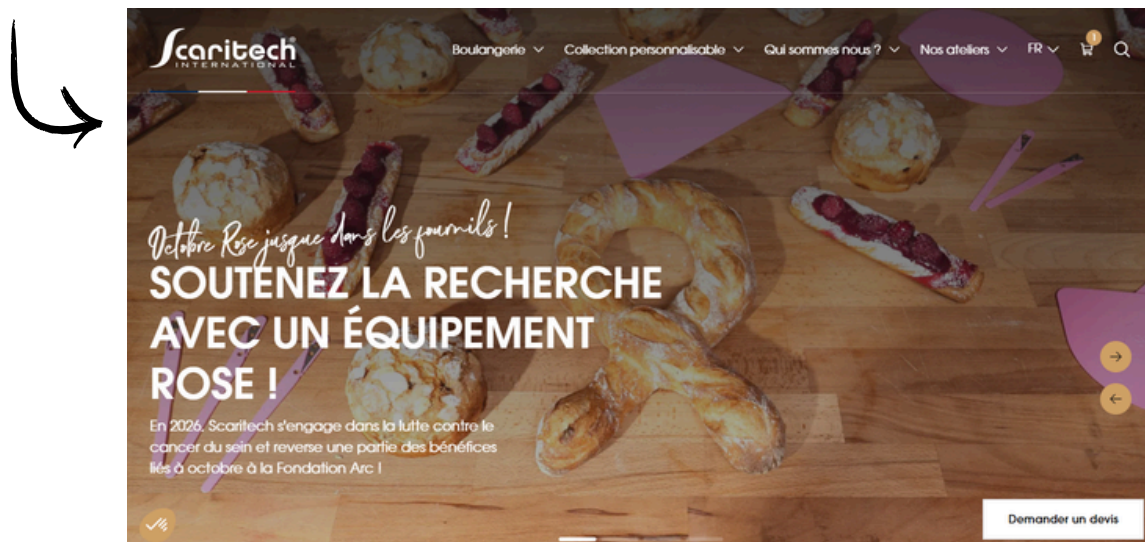 Scaritech
INTERNATIONAL
Boulangerie Collection personnalisable Qui sommes nous ? Nos ateliers FR 1
Octobre Rose jusque dans les fournils !
SOUTENEZ LA RECHERCHE
AVEC UN ÉQUIPEMENT
ROSE !
En 2026, Scaritech s'engage dans la lutte contre le
cancer du sein et reverse une partie des bénéfices
liés à octobre à la Fondation Arc !
Demander un devis